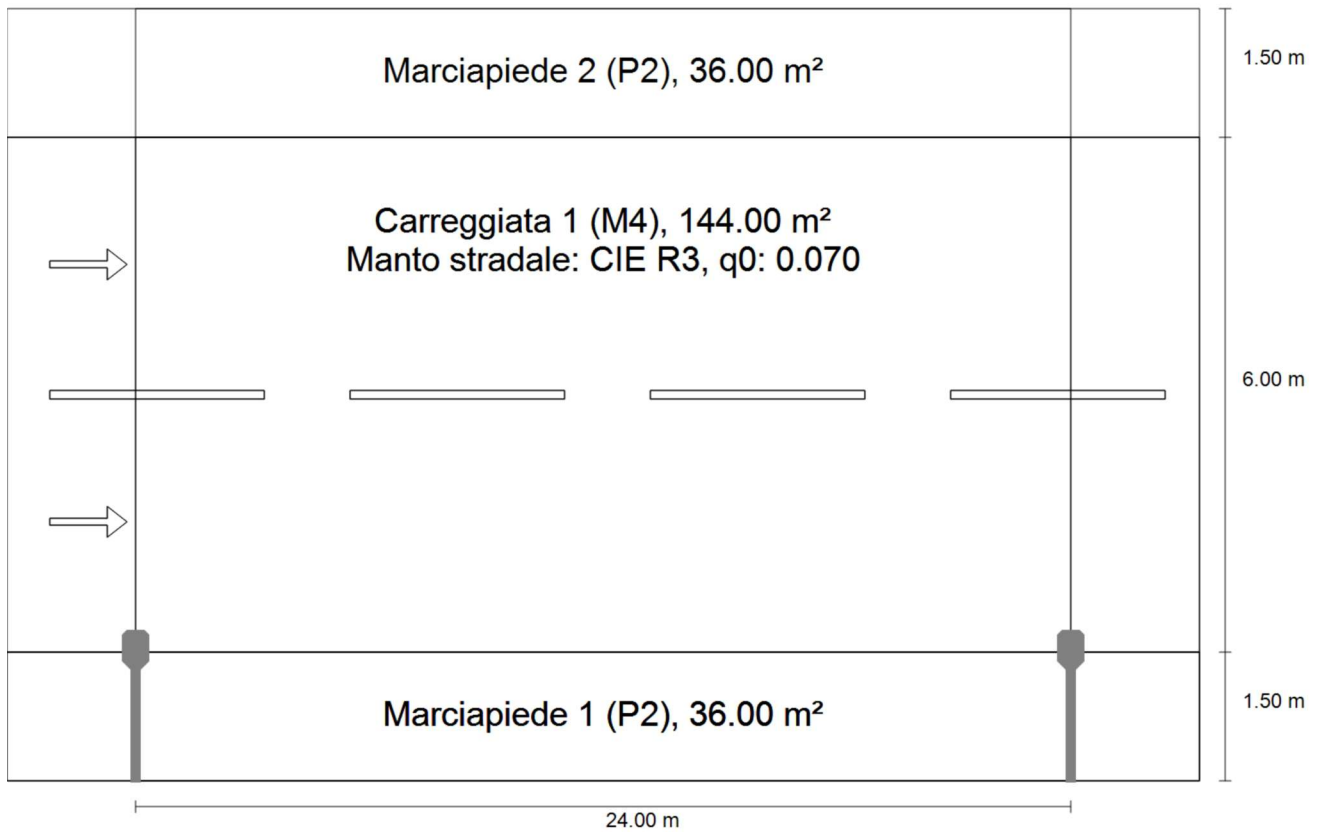 Marciapiede 2 (P2), 36.00 m²
1.50 m
Carreggiata 1 (M4), 144.00 m²
Manto stradale: CIE R3, q0: 0.070
6.00 m
Marciapiede 1 (P2), 36.00 m²
1.50 m
24.00 m